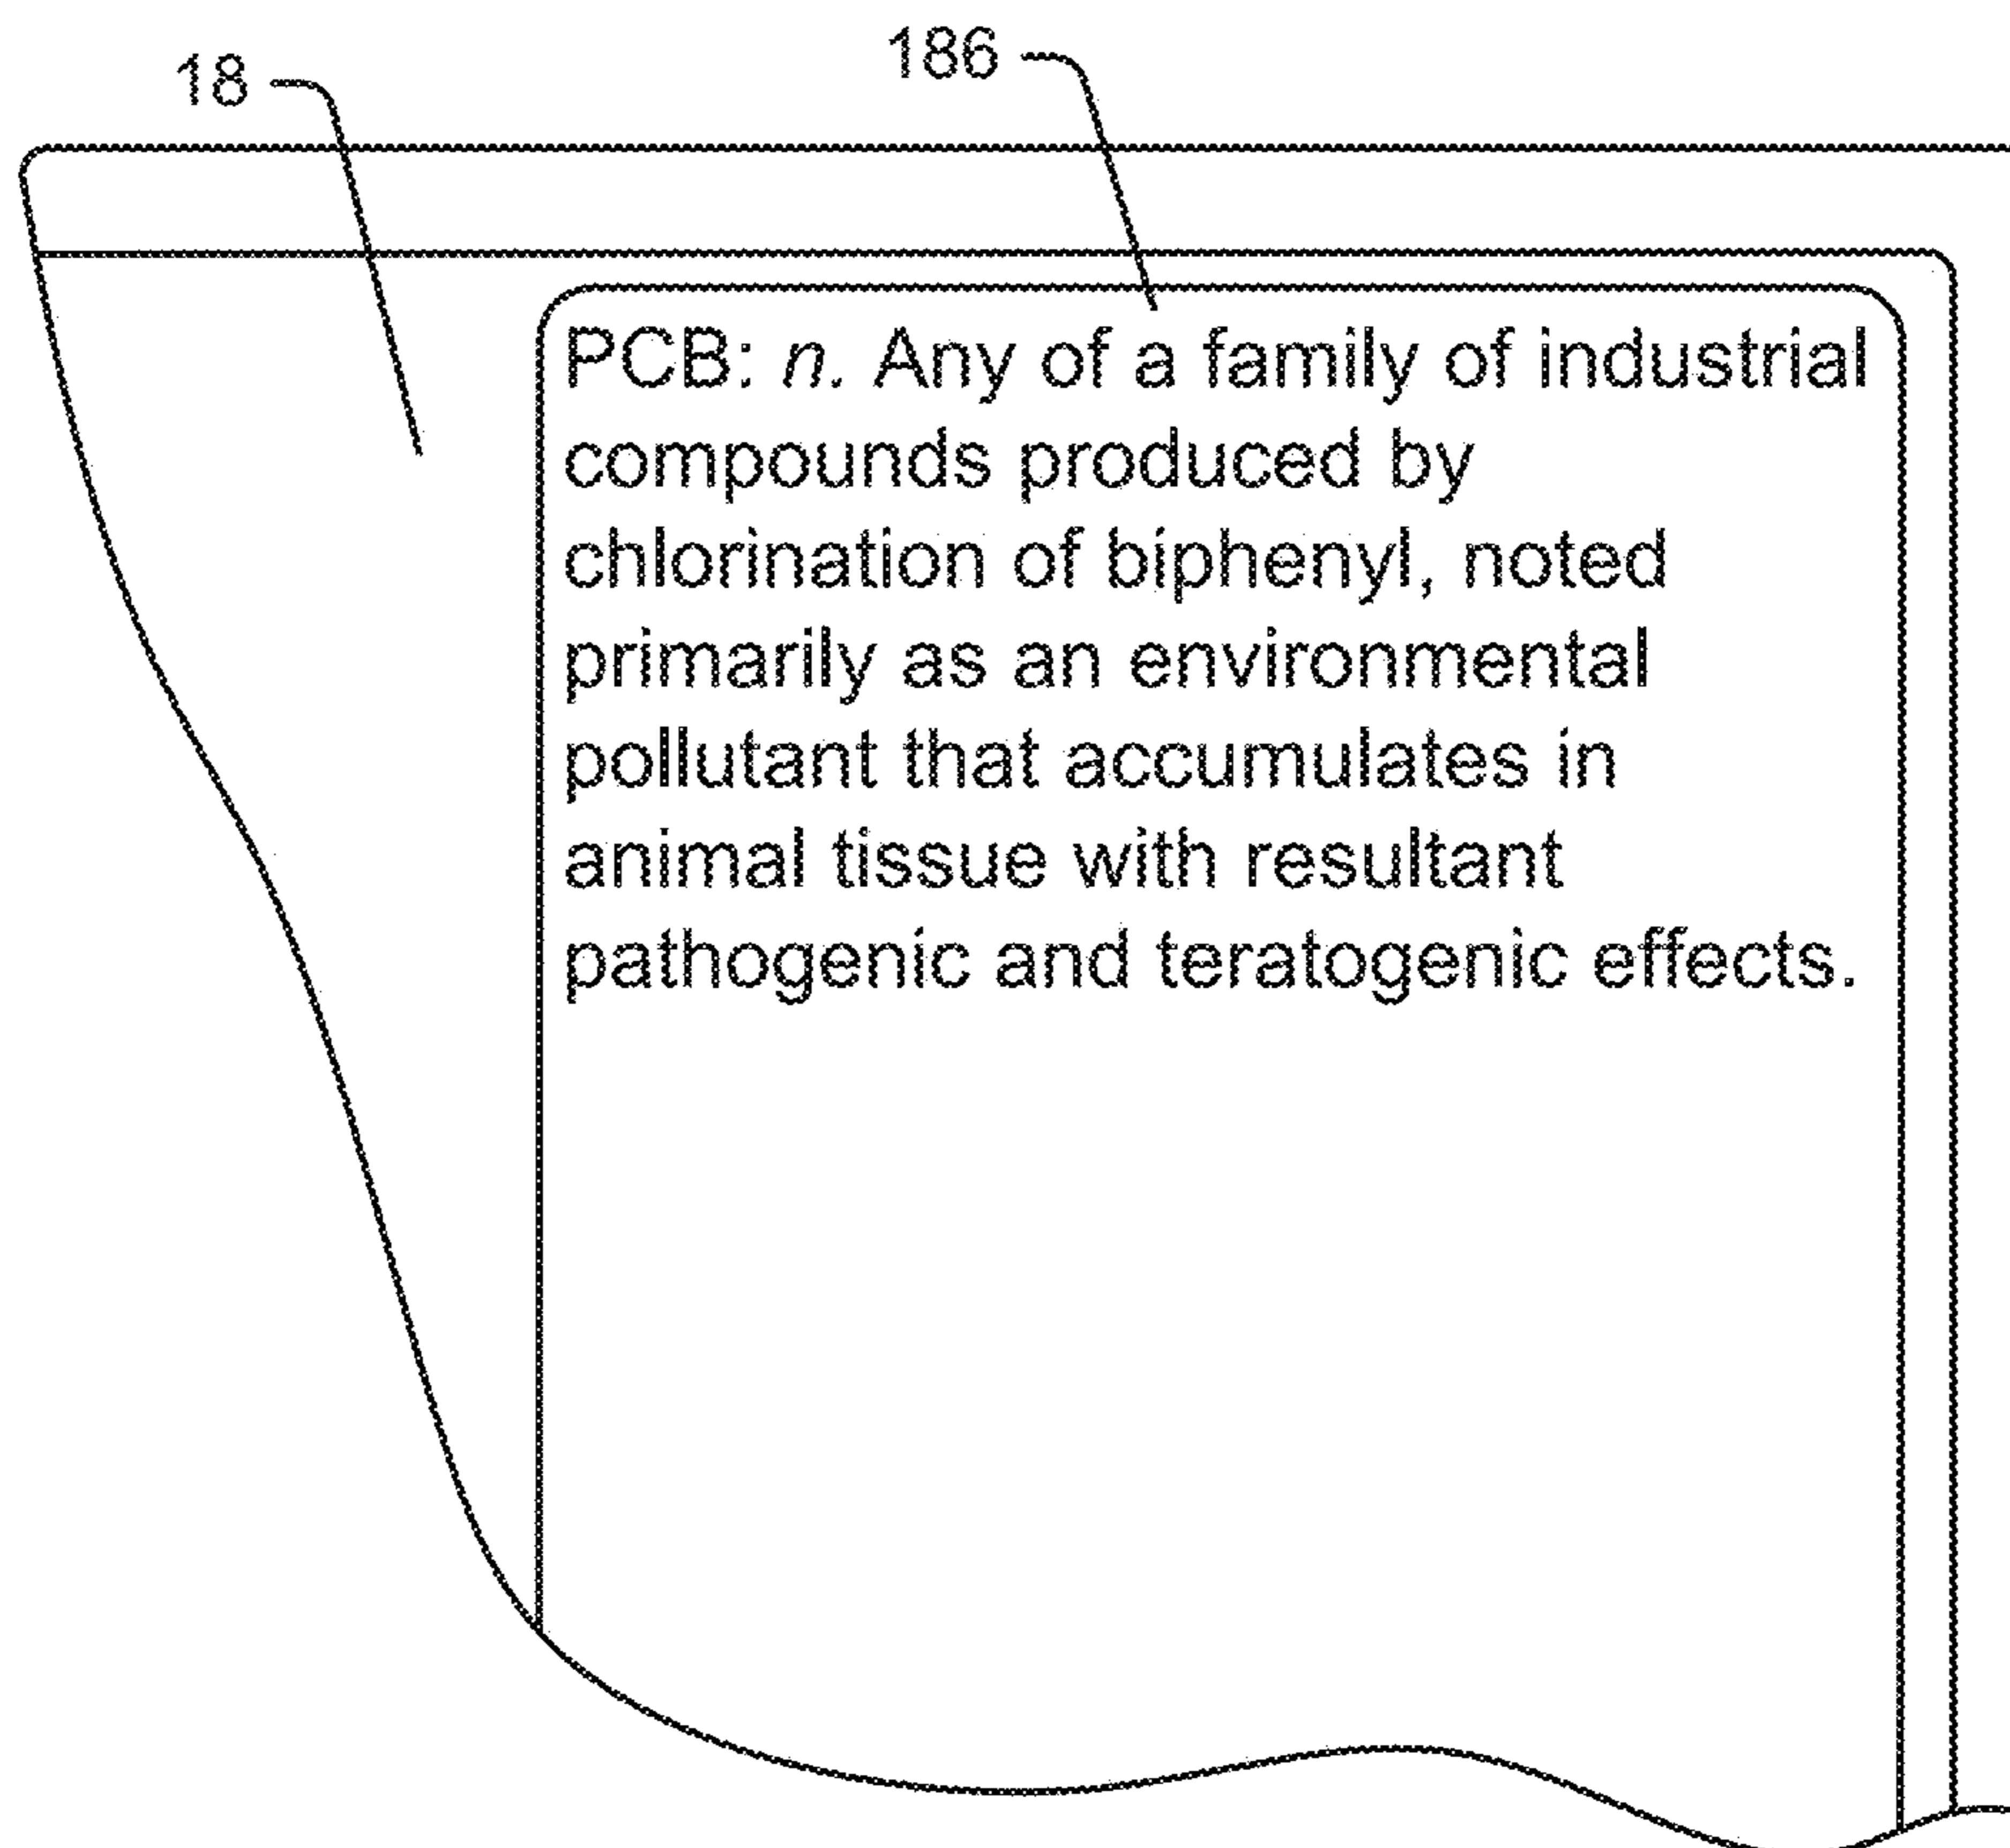 18
186
PCB: n. Any of a family of industrial
compounds produced by
chlorination of biphenyl, noted
primarily as an environmental
pollutant that accumulates in
animal tissue with resultant
pathogenic and teratogenic effects.